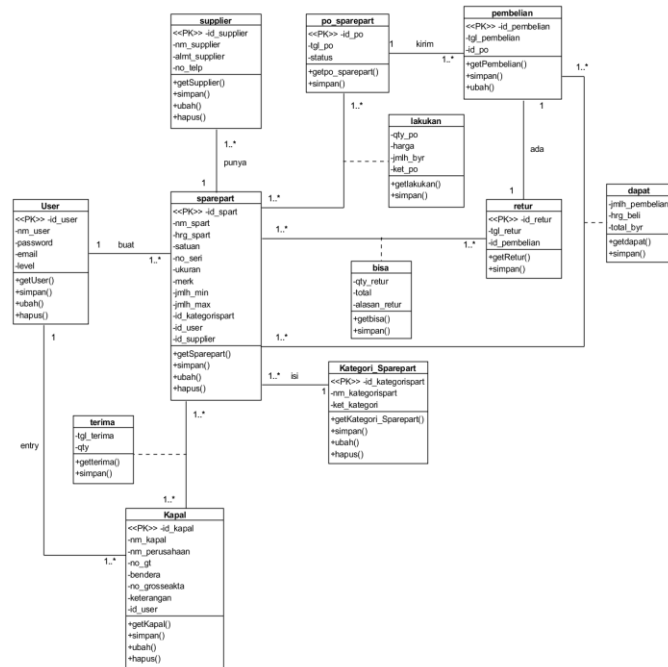 supplier
<<PK>> -id_supplier
-nm_supplier
-almt_supplier
-no_telp
+getSupplier()
+simpan()
+ubah()
+hapus()
po_sparepart
<<PK>> -id_po
-tgl_po
-status
+getpo_sparepart()
+simpan()
1
kirim
1..*
pembelian
<<PK>> -id_pembelian
-tgl_pembelian
-id_po
+getPembelian()
+simpan()
+ubah()
1..*
1
ada
1
1..*
lakukan
-qty_po
-harga
-jmlh_byr
-ket_po
+getlakukan()
+simpan()
1..*
punya
1
1..*
User
<<PK>> -id_user
-nm_user
-password
-email
-level
+getUser()
+simpan()
+ubah()
+hapus()
1
buat
1..*
sparepart
<<PK>> -id_spart
-nm_spart
-hrg_spart
-satuan
-no_seri
-ukuran
-merk
-jmlh_min
-jmlh_max
-id_kategorispart
-id_user
-id_supplier
+getSparepart()
+simpan()
+ubah()
+hapus()
1..*
1..*
retur
<<PK>> -id_retur
-tgl_retur
-id_pembelian
+getRetur()
+simpan()
dapat
-jmlh_pembelian
-hrg_beli
-total_byr
+getdapat()
+simpan()
bisa
-qty_retur
-total
-alasan_retur
+getbisa()
+simpan()
1..*
1..*
isi
1
Kategori_Sparepart
<<PK>> -id_kategorispart
-nm_kategorispart
-ket_kategori
+getKategori_Sparepart()
+simpan()
+ubah()
+hapus()
1
entry
1..*
1..*
terima
-tgl_terima
-qty
+getterima()
+simpan()
1..*
Kapal
<<PK>> -id_kapal
-nm_kapal
-nm_perusahaan
-no_gt
-bendera
-no_grosseakta
-keterangan
-id_user
+getKapal()
+simpan()
+ubah()
+hapus()